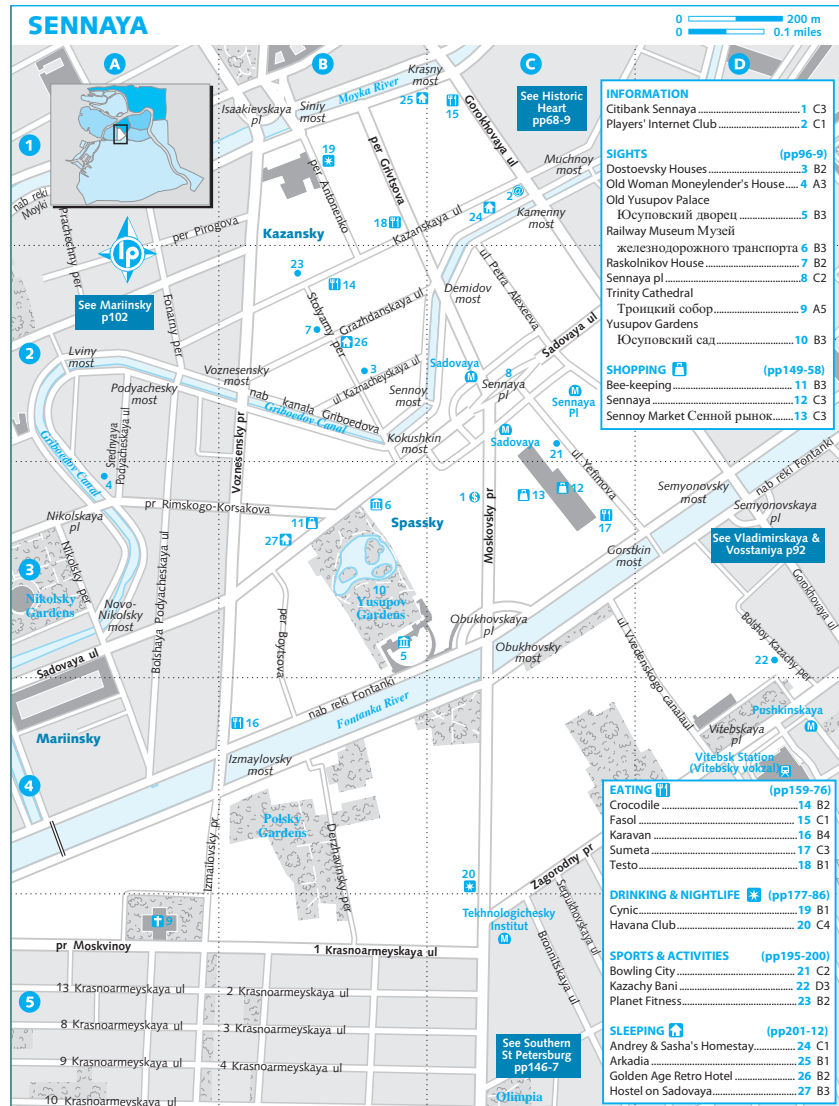 SENNAYA
0 200 m
0 0.1 miles
A
B
C
D
1
2
3
4
5
INFORMATION
Citibank Sennaya 1 C3
Players' Internet Club 2 C1
SIGHTS (pp96-9)
Dostoevsky Houses 3 B2
Old Woman Moneylender's House 4 A3
Old Yusupov Palace
Юсуповский дворец 5 B3
Railway Museum Музей
железнодорожного транспорта 6 B3
Raskolnikov House 7 B2
Sennaya pl 8 C2
Trinity Cathedral
Троицкий собор 9 A5
Yusupov Gardens
Юсуповский сад 10 B3
SHOPPING (pp149-58)
Bee-keeping 11 B3
Sennaya 12 C3
Sennoy Market Сенной рынок 13 C3
EATING (pp159-76)
Crocodile 14 B2
Fasol 15 C1
Karavan 16 B4
Sumeta 17 C3
Testo 18 B1
DRINKING & NIGHTLIFE (pp177-86)
Cynic 19 B1
Havana Club 20 C4
SPORTS & ACTIVITIES (pp195-200)
Bowling City 21 C2
Kazachy Bani 22 D3
Planet Fitness 23 B2
SLEEPING (pp201-12)
Andrey & Sasha's Homestay 24 C1
Arkadia 25 B1
Golden Age Retro Hotel 26 B2
Hostel on Sadovaya 27 B3
Krasny
most
Moyka River
Isaakievskaya
pl
Siniy
most
25
15
Gorokhovaya ul
See Historic
Heart
pp68-9
nab reki
Moyki
19
per Antonenko
per Grivtsova
Muchnoy
most
2
@
24
Kamenny
most
Prachechny per
per Pirogova
Kazansky
18
Kazanskaya ul
lp
See Mariinsky
p102
Fonarny per
23
14
Stolyarny per
Grazhdanskaya ul
7
26
3
ul Kaznacheyskaya
Demidov
most
ul Petra Alexeeva
Sadovaya ul
Lviny
most
Podyachesky
most
Voznesensky
most
nab kanala Griboedova
Griboedov Canal
Sennoy
most
Sadovaya
M
8
Sennaya
pl
M
Sennaya
Pl
Kokushkin
most
M
Sadovaya
21
Griboedov Canal
Srednyaya
Podyacheskaya ul
4
Voznesensky pr
pr Rimskogo-Korsakova
6
Spassky
1
$
Moskovsky pr
13
12
ul Yefimova
17
Semyonovsky
most
nab reki Fontanki
Semyonovskaya
pl
See Vladimirskaya &
Vosstaniya p92
Nikolskaya
pl
Nikolsky per
Nikolsky
Gardens
Novo-
Nikolsky
most
Bolshaya Podyacheskaya ul
11
27
10
Yusupov
Gardens
5
per Boytsova
Gorstkin
most
Gorokhovaya ul
Obukhovskaya
pl
Obukhovsky
most
ul Vvedenskogo canalaul
Bolshoy Kazachy per
22
Sadovaya ul
Mariinsky
16
nab reki Fontanki
Fontanka River
Izmaylovsky
most
Pushkinskaya
M
Vitebskaya
pl
Vitebsk Station
(Vitebsky vokzal)
Polsky
Gardens
Derzhavinsky per
Izmailovsky pr
20
Zagorodny pr
Serpukhovskaya ul
Tekhnologichesky
Institut
M
Bronnitskaya ul
9
pr Moskvinoy
1 Krasnoarmeyskaya ul
13 Krasnoarmeyskaya ul
2 Krasnoarmeyskaya ul
8 Krasnoarmeyskaya ul
3 Krasnoarmeyskaya ul
9 Krasnoarmeyskaya ul
4 Krasnoarmeyskaya ul
10 Krasnoarmeyskaya ul
See Southern
St Petersburg
pp146-7
Olimpia